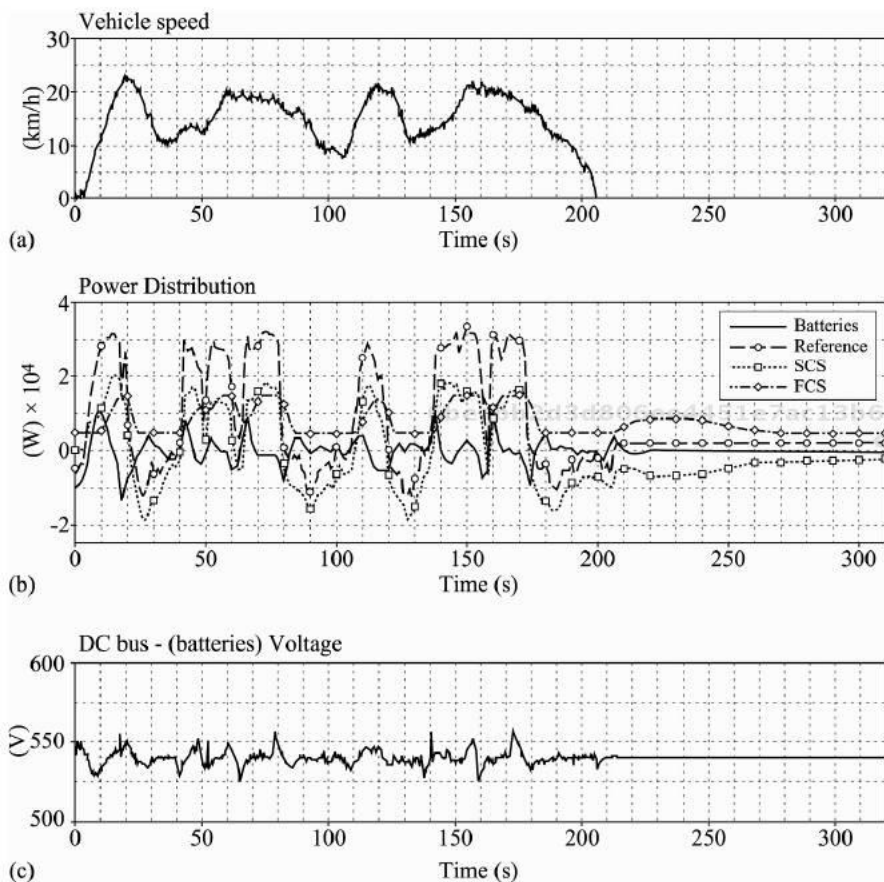 Vehicle speed
30
20
10
0
(km/h)
0 50 100 150 200 250 300
Time (s)
(a)
Power Distribution
4
2
0
-2
(W) × 10⁴
Batteries
Reference
SCS
FCS
0 50 100 150 200 250 300
Time (s)
(b)
DC bus - (batteries) Voltage
600
550
500
(V)
0 50 100 150 200 250 300
Time (s)
(c)